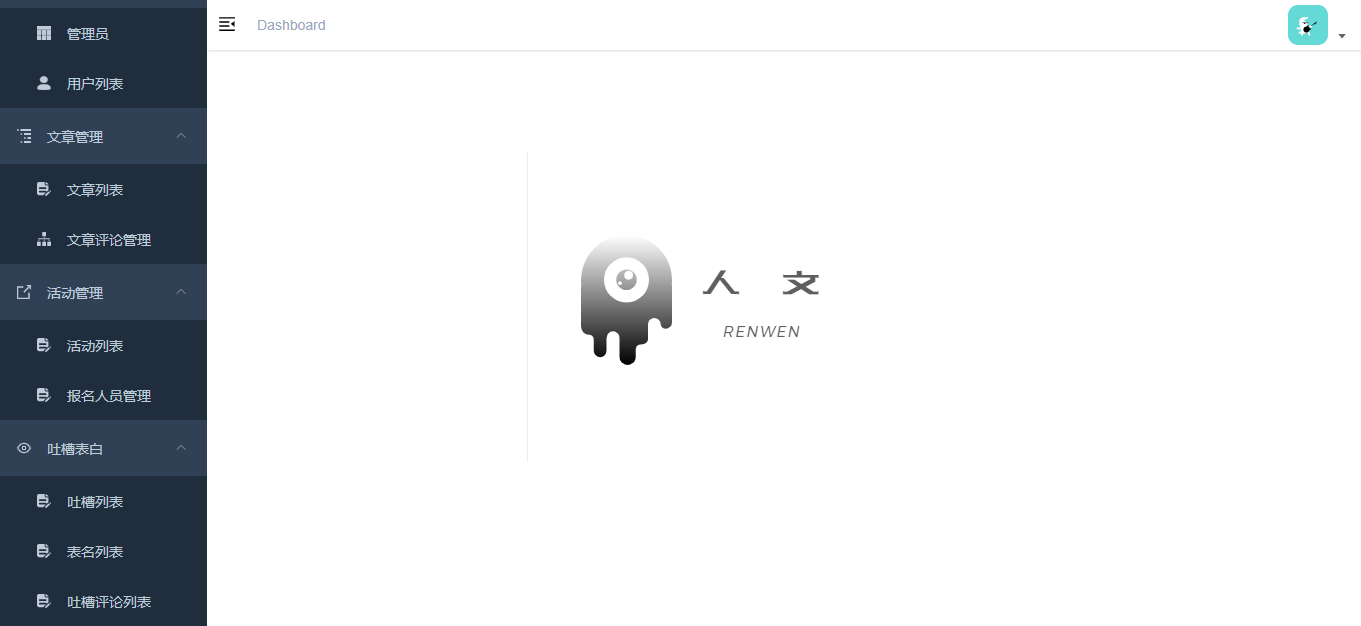 管理员
用户列表
文章管理
文章列表
文章评论管理
活动管理
活动列表
报名人员管理
吐槽表白
吐槽列表
表名列表
吐槽评论列表
Dashboard
人 文
RENWEN